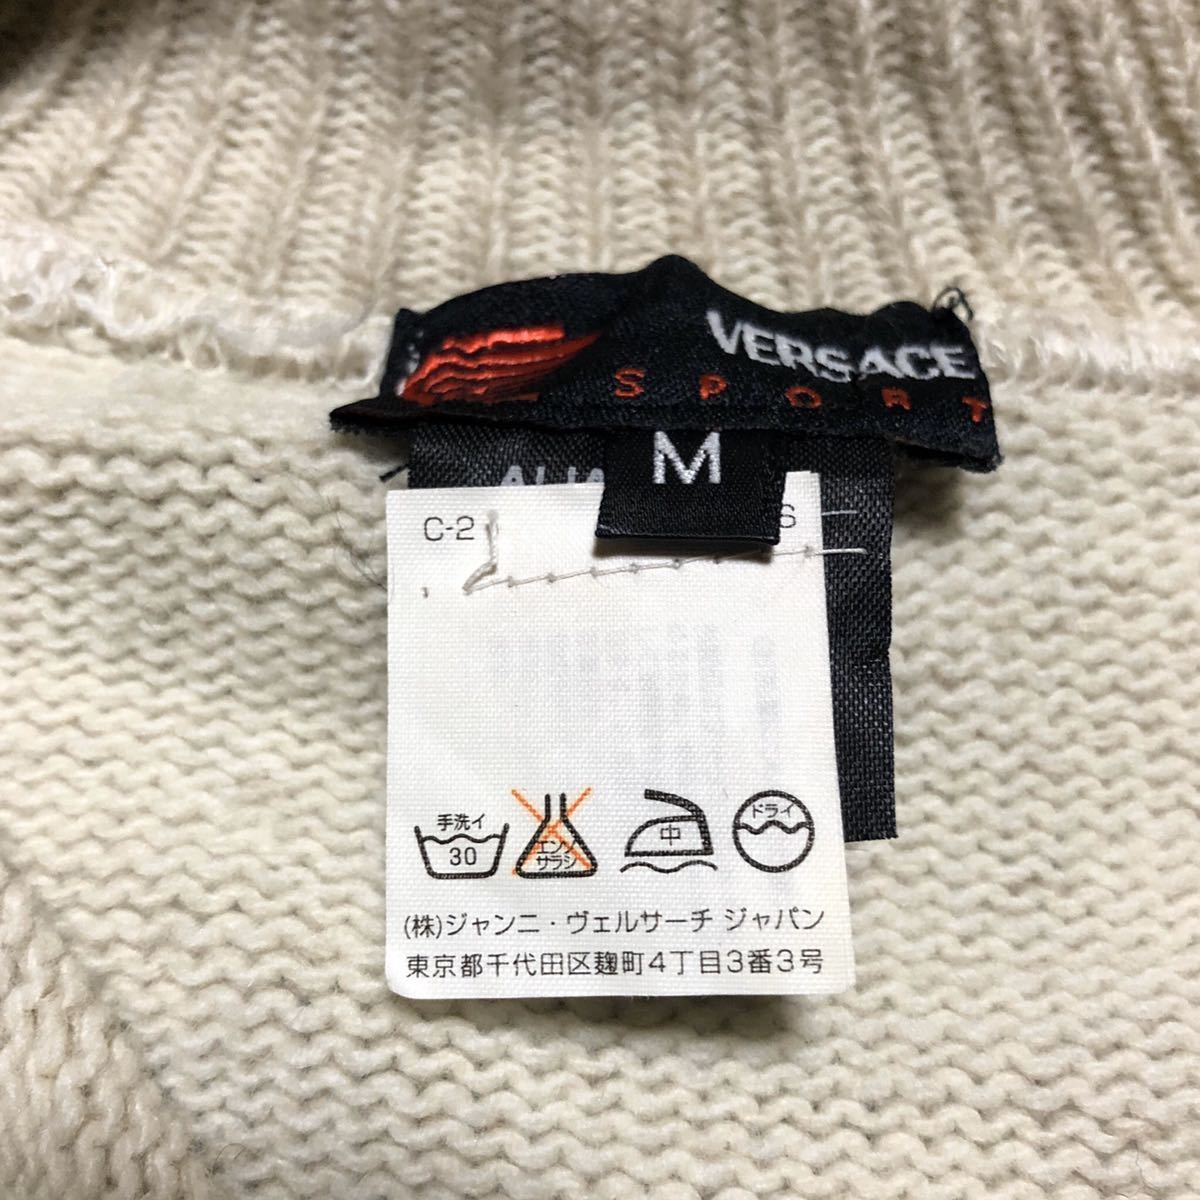 VERSACE
SPORT
M
C-2
S
手洗イ
30
エンソ
サラシ
中
ドライ
(株)ジャンニ・ヴェルサーチ ジャパン
東京都千代田区麹町4丁目3番3号